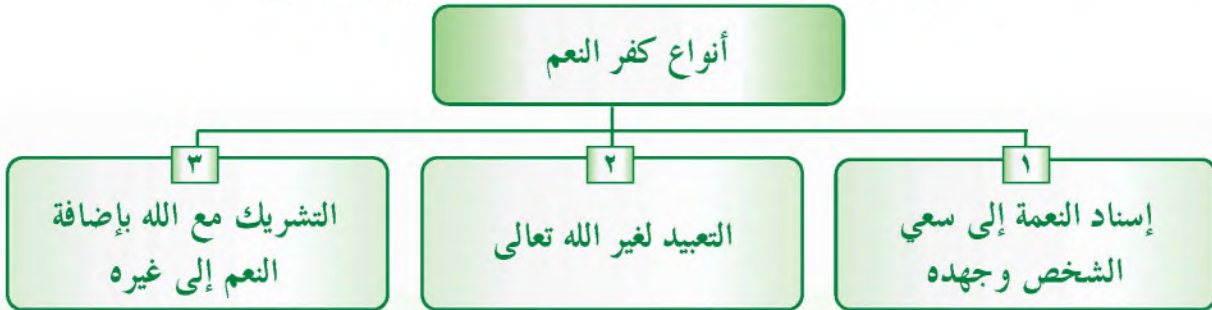 أنواع كفر النعم
١
إسناد النعمة إلى سعي
الشخص وجهده
٢
التعبيد لغير الله تعالى
٣
التشريك مع الله بإضافة
النعم إلى غيره